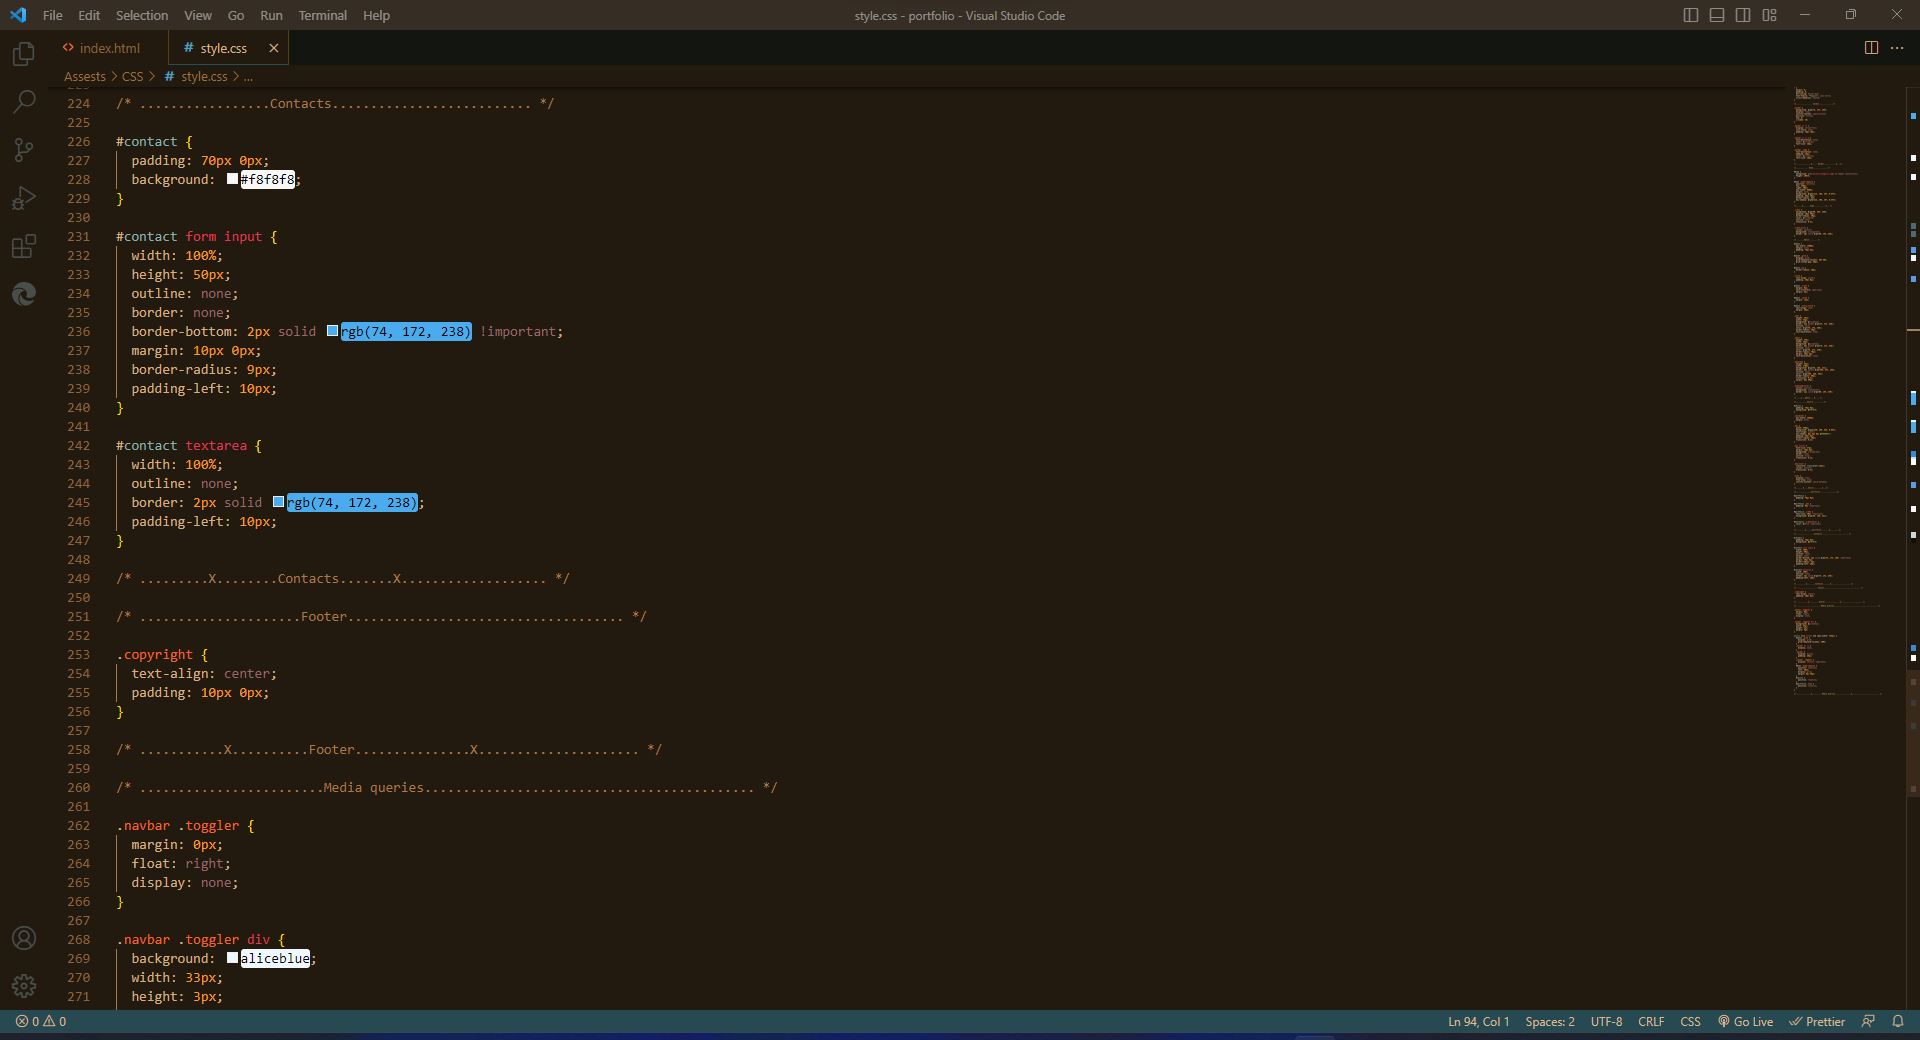 File Edit Selection View Go Run Terminal Help
style.css - portfolio - Visual Studio Code
index.html
# style.css
Assests > CSS > # style.css > ...
224 /* .................Contacts.......................... */
225
226 #contact {
227 padding: 70px 0px;
228 background: #f8f8f8;
229 }
230
231 #contact form input {
232 width: 100%;
233 height: 50px;
234 outline: none;
235 border: none;
236 border-bottom: 2px solid rgb(74, 172, 238) !important;
237 margin: 10px 0px;
238 border-radius: 9px;
239 padding-left: 10px;
240 }
241
242 #contact textarea {
243 width: 100%;
244 outline: none;
245 border: 2px solid rgb(74, 172, 238);
246 padding-left: 10px;
247 }
248
249 /* .........X........Contacts.......X................... */
250
251 /* .....................Footer.................................... */
252
253 .copyright {
254 text-align: center;
255 padding: 10px 0px;
256 }
257
258 /* ...........X..........Footer...............X..................... */
259
260 /* ........................Media queries........................................... */
261
262 .navbar .toggler {
263 margin: 0px;
264 float: right;
265 display: none;
266 }
267
268 .navbar .toggler div {
269 background: aliceblue;
270 width: 33px;
271 height: 3px;
0 0
Ln 94, Col 1 Spaces: 2 UTF-8 CRLF CSS Go Live Prettier